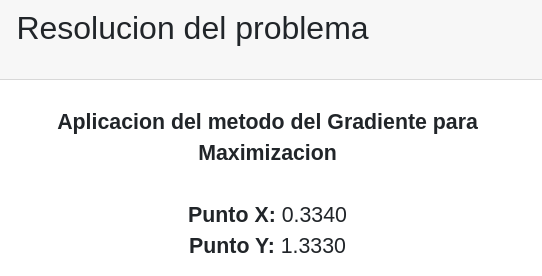 Resolucion del problema
Aplicacion del metodo del Gradiente para
Maximizacion
Punto X: 0.3340
Punto Y: 1.3330